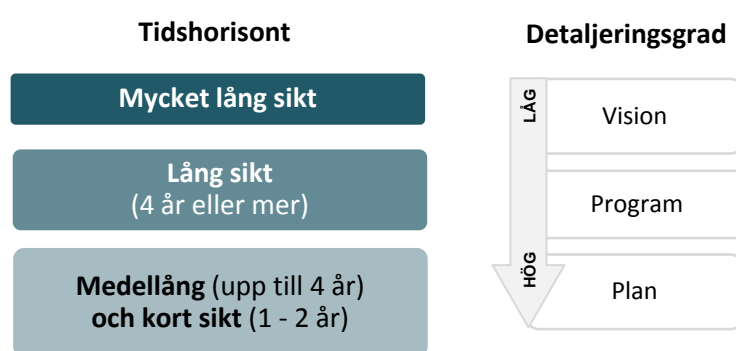 Tidshorisont
Mycket lång sikt
Lång sikt
(4 år eller mer)
Medellång (upp till 4 år)
och kort sikt (1 - 2 år)
Detaljeringsgrad
LÅG
Vision
Program
HÖG
Plan